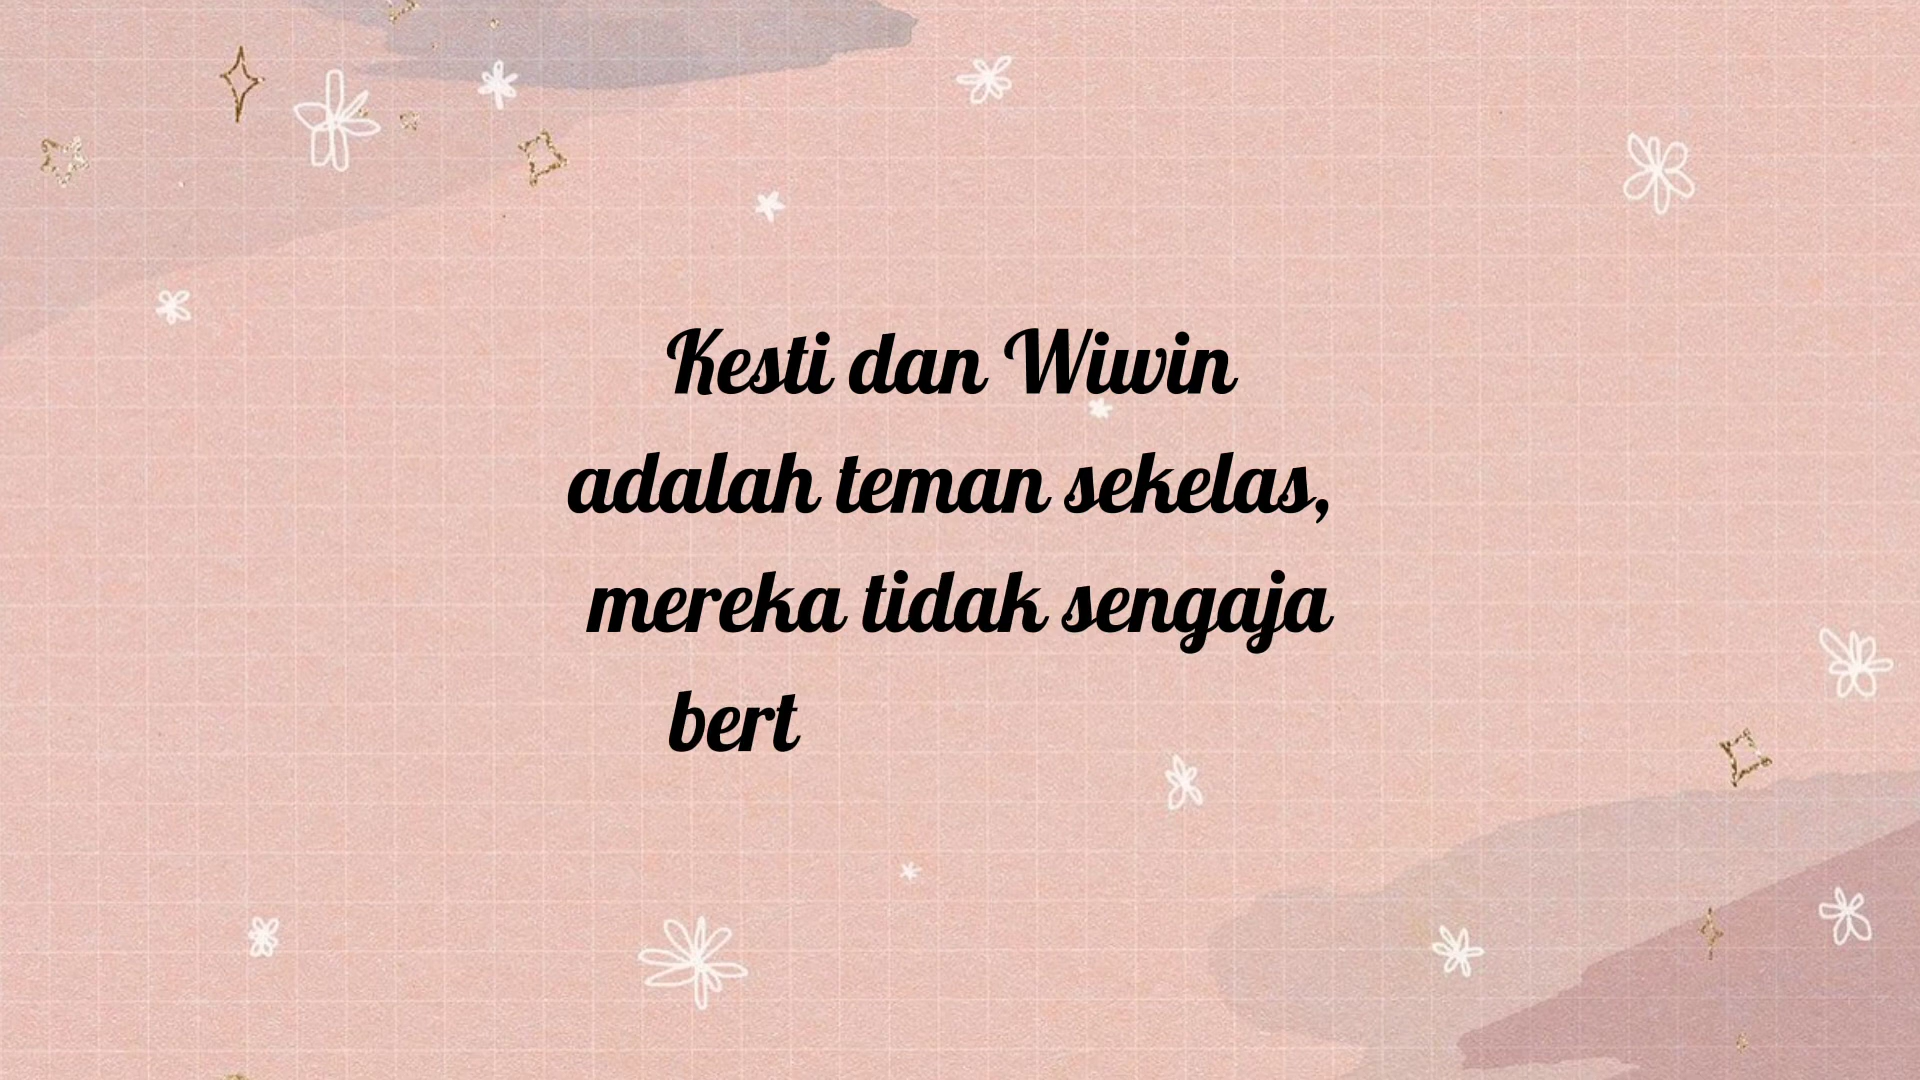 Kesti dan Wiwin
adalah teman sekelas,
mereka tidak sengaja
bert